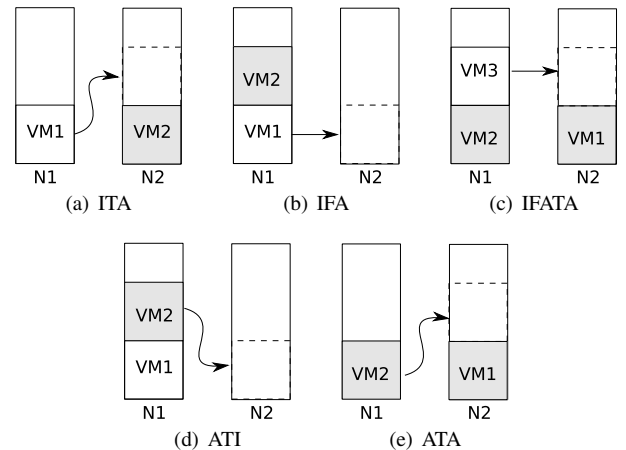 VM1
VM2
N1
N2
(a) ITA
VM2
VM1
N1
N2
(b) IFA
VM3
VM2
VM1
N1
N2
(c) IFATA
VM2
VM1
N1
N2
(d) ATI
VM2
VM1
N1
N2
(e) ATA